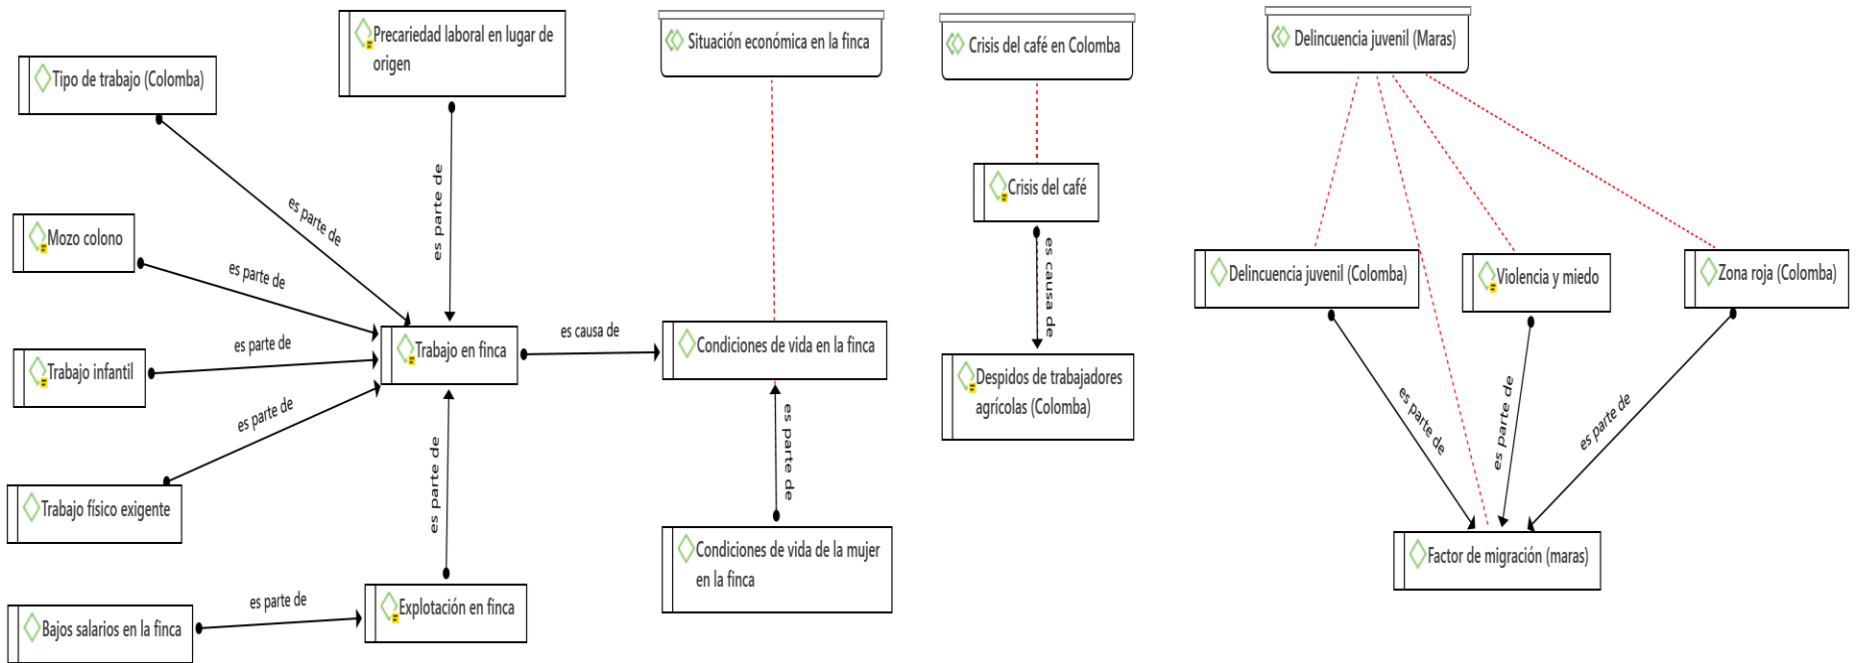 Precariedad laboral en lugar de
origen
Situación económica en la finca
Crisis del café en Colomba
Delincuencia juvenil (Maras)
Tipo de trabajo (Colomba)
es parte de
es parte de
Crisis del café
Mozo colono
es parte de
es causa de
Delincuencia juvenil (Colomba)
Violencia y miedo
Zona roja (Colomba)
Trabajo infantil
es parte de
Trabajo en finca
es causa de
Condiciones de vida en la finca
Despidos de trabajadores
agrícolas (Colomba)
es parte de
es parte de
es parte de
es parte de
es parte de
es parte de
Trabajo físico exigente
Condiciones de vida de la mujer
en la finca
Factor de migración (maras)
Bajos salarios en la finca
es parte de
Explotación en finca